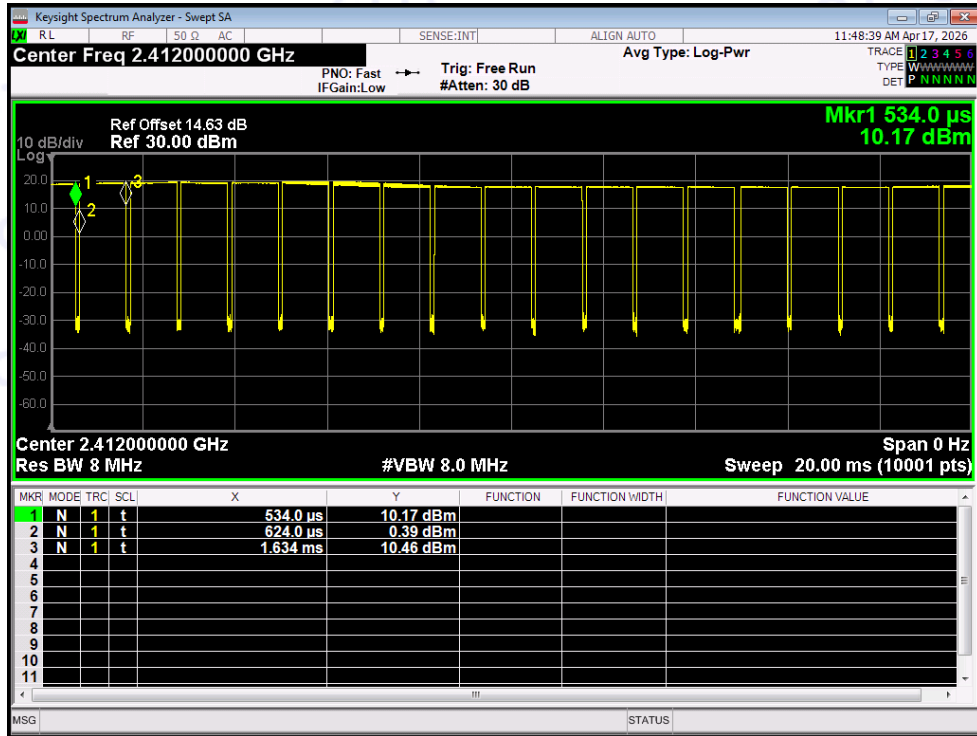 Keysight Spectrum Analyzer - Swept SA
LXI RL RF 50 Ω AC SENSE:INT ALIGN AUTO 11:48:39 AM Apr 17, 2026
Center Freq 2.412000000 GHz Avg Type: Log-Pwr TRACE 1 2 3 4 5 6
PNO: Fast Trig: Free Run TYPE WWWWWW
IFGain:Low #Atten: 30 dB DET P N N N N N
Mkr1 534.0 µs
Ref Offset 14.63 dB
10 dB/div Ref 30.00 dBm 10.17 dBm
Log
20.0
1 3
10.0
2
0.00
-10.0
-20.0
-30.0
-40.0
-50.0
-60.0
Center 2.412000000 GHz Span 0 Hz
Res BW 8 MHz #VBW 8.0 MHz Sweep 20.00 ms (10001 pts)
MKR MODE TRC SCL X Y FUNCTION FUNCTION WIDTH FUNCTION VALUE
1 N 1 t 534.0 µs 10.17 dBm
2 N 1 t 624.0 µs 0.39 dBm
3 N 1 t 1.634 ms 10.46 dBm
4
5
6
7
8
9
10
11
MSG STATUS